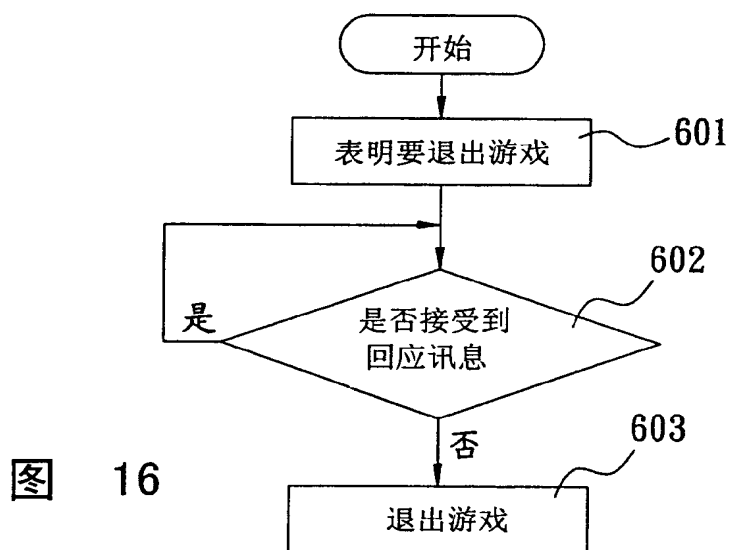 开始
表明要退出游戏
601
602
是否接受到
回应讯息
是
否
603
退出游戏
图 16